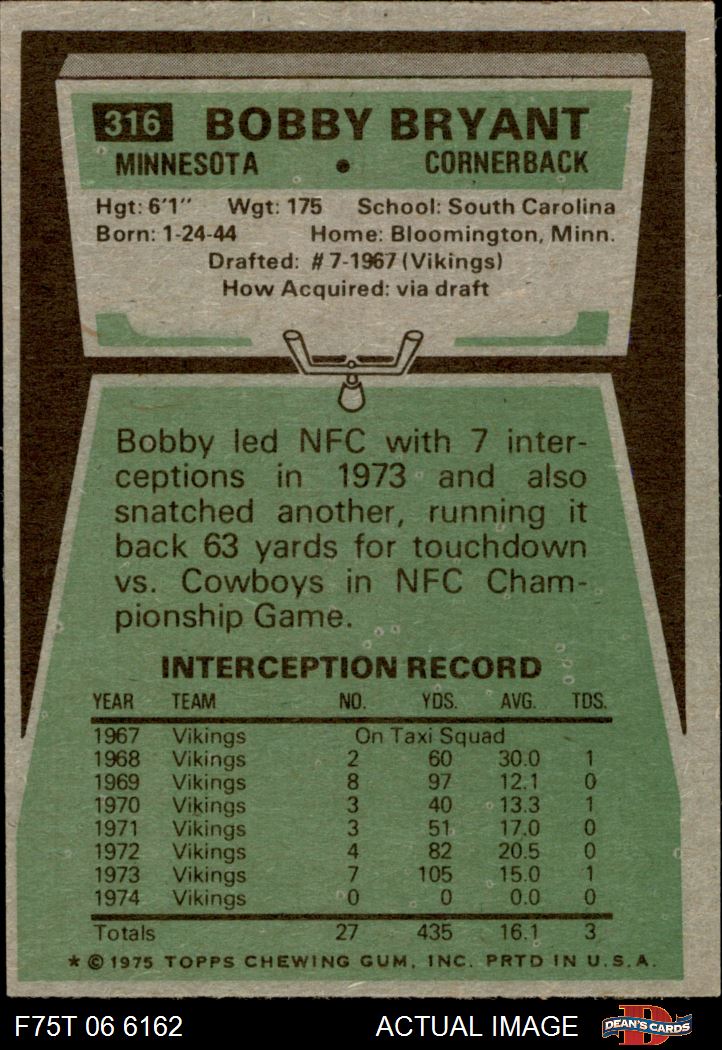 316 BOBBY BRYANT
MINNESOTA • CORNERBACK
Hgt: 6'1" Wgt: 175 School: South Carolina
Born: 1-24-44 Home: Bloomington, Minn.
Drafted: #7-1967 (Vikings)
How Acquired: via draft
Bobby led NFC with 7 inter-
ceptions in 1973 and also
snatched another, running it
back 63 yards for touchdown
vs. Cowboys in NFC Cham-
pionship Game.
INTERCEPTION RECORD
YEAR TEAM NO. YDS. AVG. TDS.
1967 Vikings On Taxi Squad
1968 Vikings 2 60 30.0 1
1969 Vikings 8 97 12.1 0
1970 Vikings 3 40 13.3 1
1971 Vikings 3 51 17.0 0
1972 Vikings 4 82 20.5 0
1973 Vikings 7 105 15.0 1
1974 Vikings 0 0 0.0 0
Totals 27 435 16.1 3
* © 1975 TOPPS CHEWING GUM, INC. PRTD IN U.S.A.
F75T 06 6162 ACTUAL IMAGE D DEAN'S CARDS